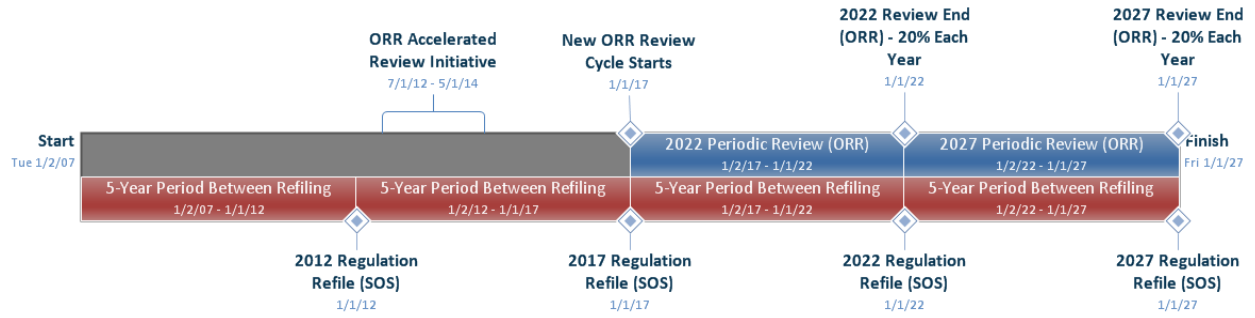 ORR Accelerated
Review Initiative
7/1/12 - 5/1/14
New ORR Review
Cycle Starts
1/1/17
2022 Review End
(ORR) - 20% Each
Year
1/1/22
2027 Review End
(ORR) - 20% Each
Year
1/1/27
Start
Tue 1/2/07
2022 Periodic Review (ORR)
1/2/17 - 1/1/22
2027 Periodic Review (ORR)
1/2/22 - 1/1/27
Finish
Fri 1/1/27
5-Year Period Between Refiling
1/2/07 - 1/1/12
5-Year Period Between Refiling
1/2/12 - 1/1/17
5-Year Period Between Refiling
1/2/17 - 1/1/22
5-Year Period Between Refiling
1/2/22 - 1/1/27
2012 Regulation
Refile (SOS)
1/1/12
2017 Regulation
Refile (SOS)
1/1/17
2022 Regulation
Refile (SOS)
1/1/22
2027 Regulation
Refile (SOS)
1/1/27